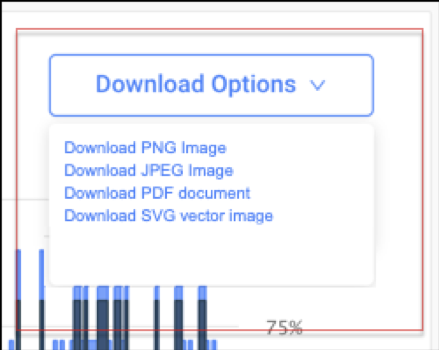 Download Options
Download PNG Image
Download JPEG Image
Download PDF document
Download SVG vector image
75%